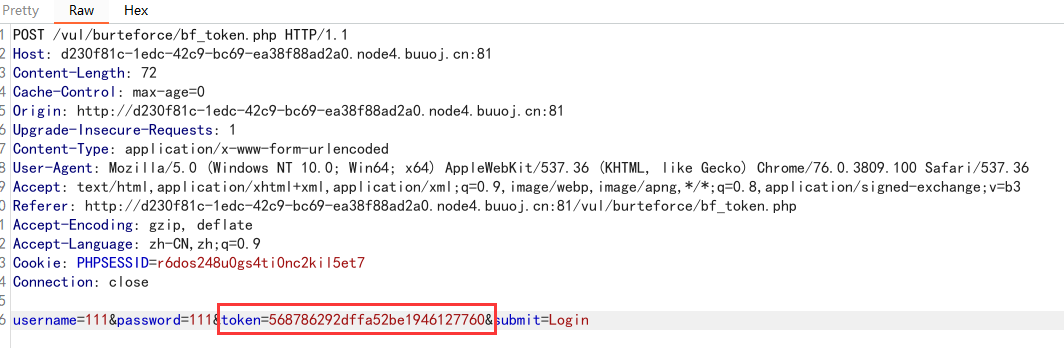 Pretty Raw Hex
1 POST /vul/burteforce/bf_token.php HTTP/1.1
2 Host: d230f81c-1edc-42c9-bc69-ea38f88ad2a0.node4.buuoj.cn:81
3 Content-Length: 72
4 Cache-Control: max-age=0
5 Origin: http://d230f81c-1edc-42c9-bc69-ea38f88ad2a0.node4.buuoj.cn:81
6 Upgrade-Insecure-Requests: 1
7 Content-Type: application/x-www-form-urlencoded
8 User-Agent: Mozilla/5.0 (Windows NT 10.0; Win64; x64) AppleWebKit/537.36 (KHTML, like Gecko) Chrome/76.0.3809.100 Safari/537.36
9 Accept: text/html,application/xhtml+xml,application/xml;q=0.9,image/webp,image/apng,*/*;q=0.8,application/signed-exchange;v=b3
0 Referer: http://d230f81c-1edc-42c9-bc69-ea38f88ad2a0.node4.buuoj.cn:81/vul/burteforce/bf_token.php
1 Accept-Encoding: gzip, deflate
2 Accept-Language: zh-CN,zh;q=0.9
3 Cookie: PHPSESSID=r6dos248u0gs4ti0nc2kil5et7
4 Connection: close
5
6 username=111&password=111&token=568786292dffa52be1946127760&submit=Login